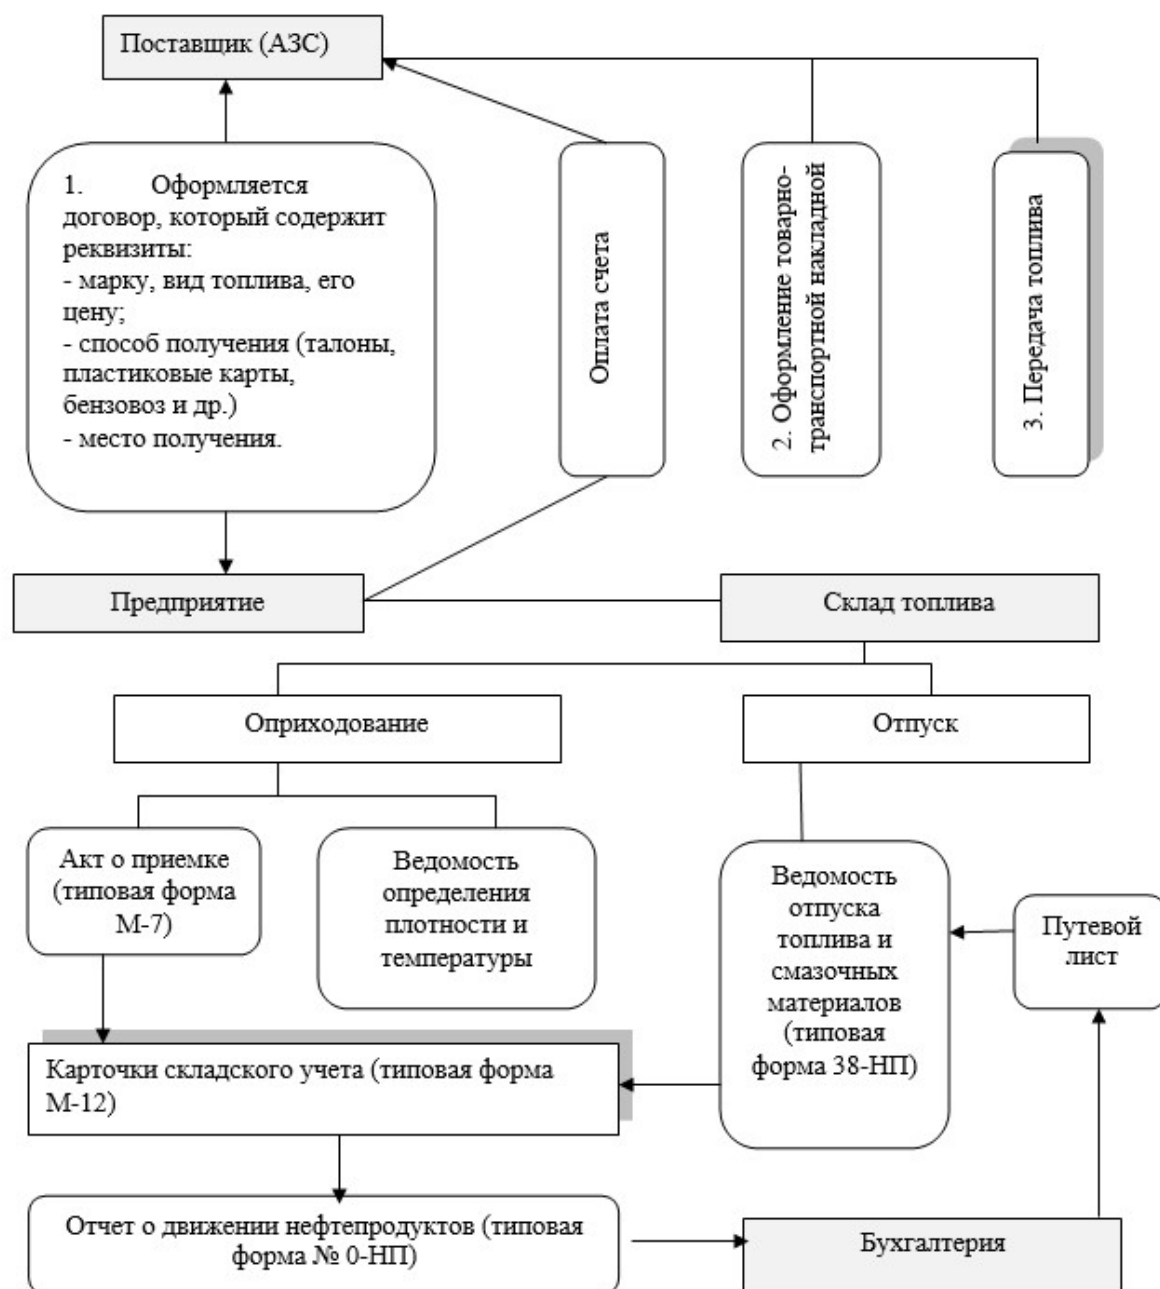 Поставщик (АЗС)
1. Оформляется
договор, который содержит
реквизиты:
- марку, вид топлива, его
цену;
- способ получения (талоны,
пластиковые карты,
бензовоз и др.)
- место получения.
Оплата счета
2. Оформление товарно-
транспортной накладной
3. Передача топлива
Предприятие
Склад топлива
Оприходование
Отпуск
Акт о приемке
(типовая форма
М-7)
Ведомость
определения
плотности и
температуры
Ведомость
отпуска
топлива и
смазочных
материалов
(типовая
форма 38-НП)
Путевой
лист
Карточки складского учета (типовая форма
М-12)
Отчет о движении нефтепродуктов (типовая
форма № 0-НП)
Бухгалтерия